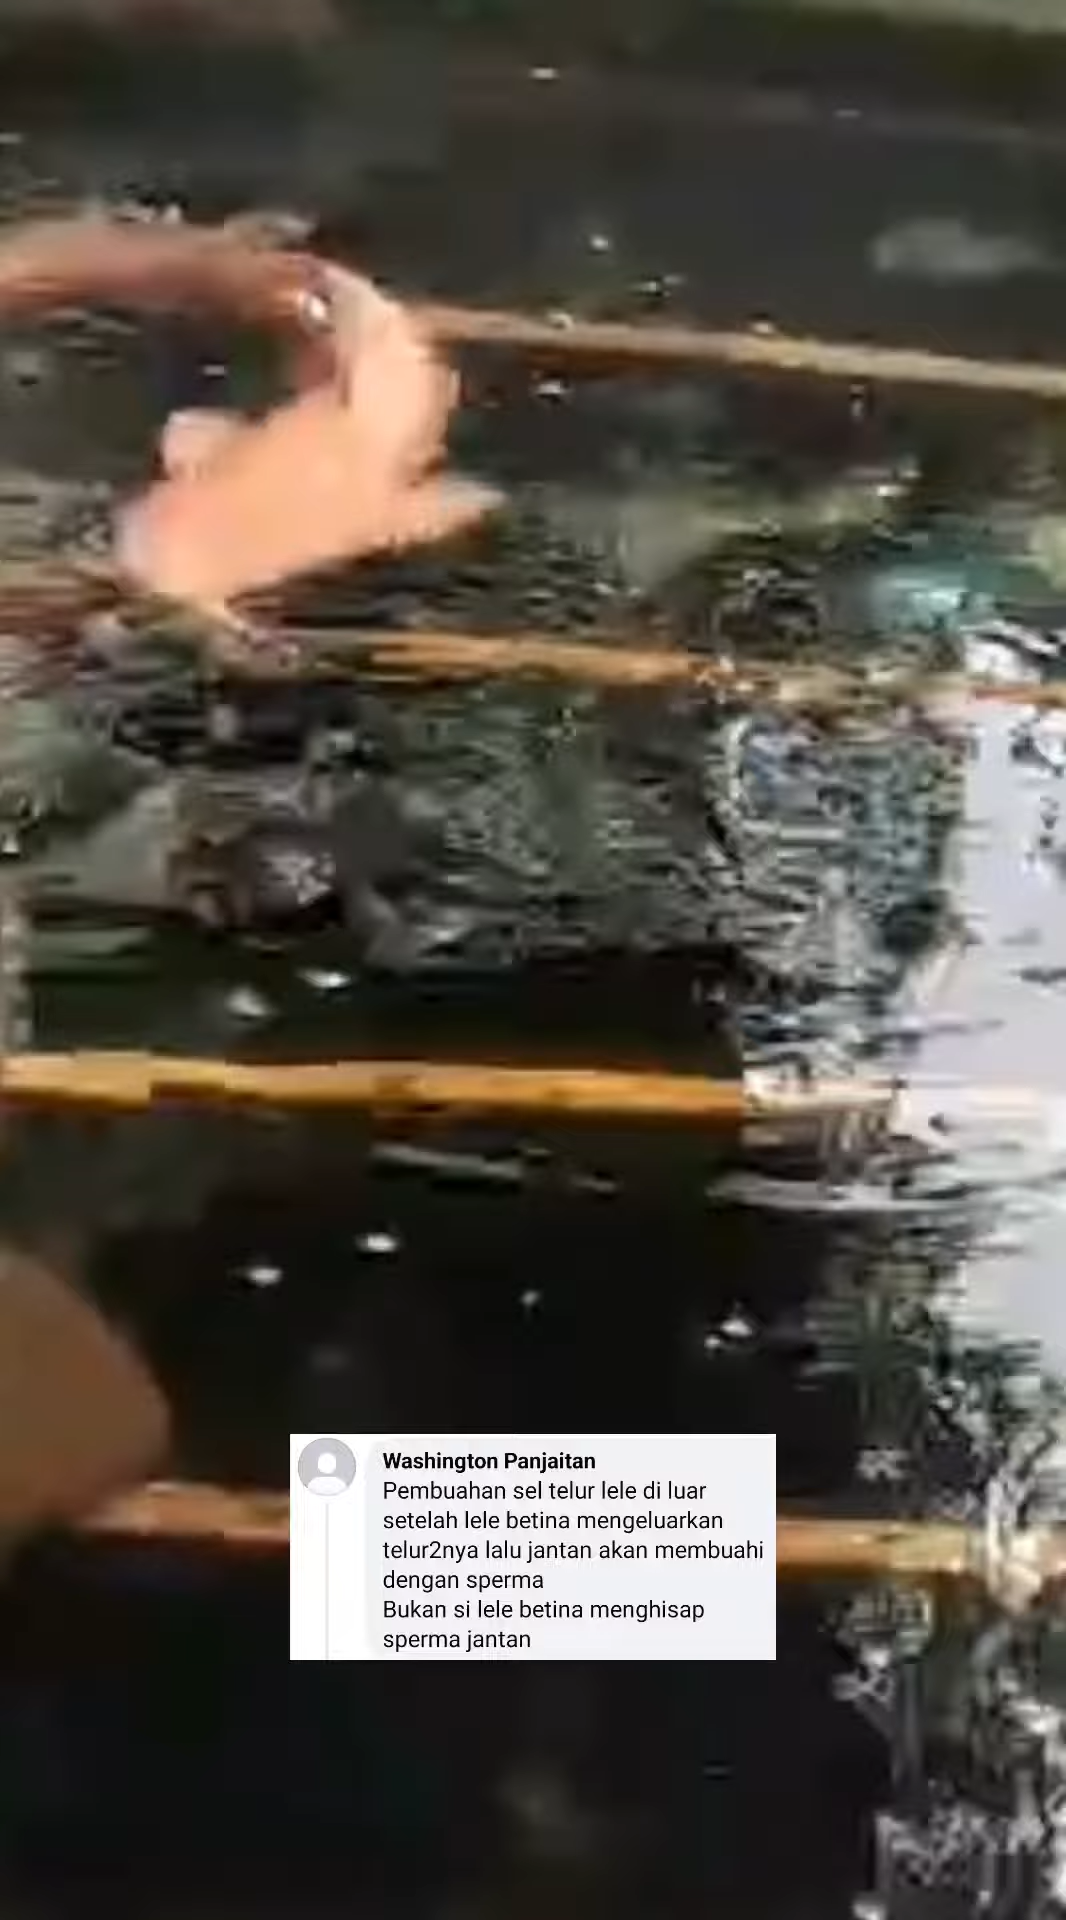 Washington Panjaitan
Pembuahan sel telur lele di luar
setelah lele betina mengeluarkan
telur2nya lalu jantan akan membuahi
dengan sperma
Bukan si lele betina menghisap
sperma jantan